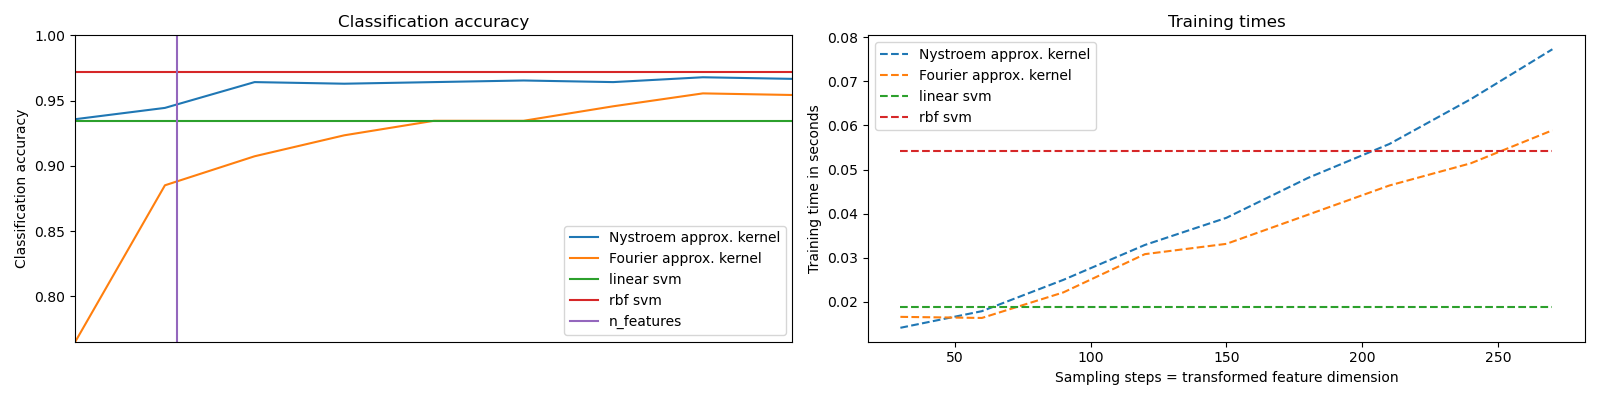 Classification accuracy
Classification accuracy
1.00
0.95
0.90
0.85
0.80
Nystroem approx. kernel
Fourier approx. kernel
linear svm
rbf svm
n_features
Training times
Training time in seconds
0.08
0.07
0.06
0.05
0.04
0.03
0.02
Nystroem approx. kernel
Fourier approx. kernel
linear svm
rbf svm
50 100 150 200 250
Sampling steps = transformed feature dimension